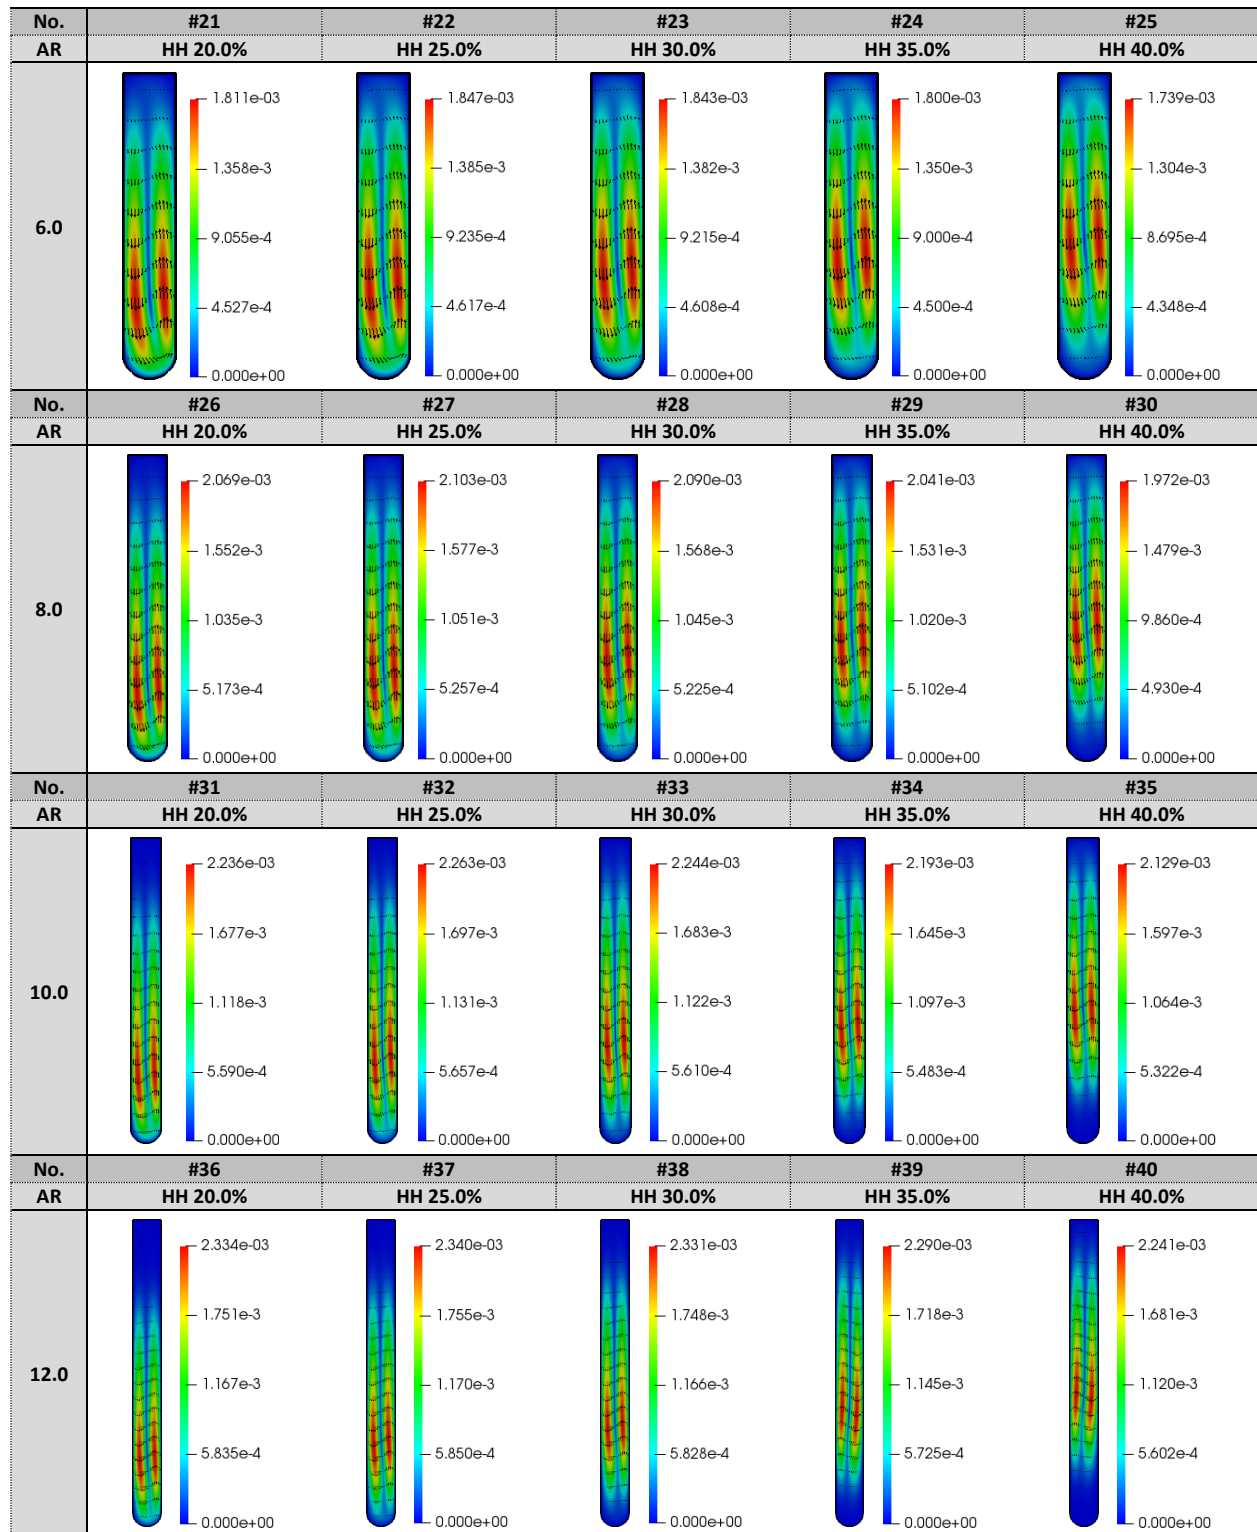 No. #21 #22 #23 #24 #25
AR HH 20.0% HH 25.0% HH 30.0% HH 35.0% HH 40.0%
1.811e-03 1.847e-03 1.843e-03 1.800e-03 1.739e-03
1.358e-3 1.385e-3 1.382e-3 1.350e-3 1.304e-3
6.0
9.055e-4 9.235e-4 9.215e-4 9.000e-4 8.695e-4
4.527e-4 4.617e-4 4.608e-4 4.500e-4 4.348e-4
0.000e+00 0.000e+00 0.000e+00 0.000e+00 0.000e+00
No. #26 #27 #28 #29 #30
AR HH 20.0% HH 25.0% HH 30.0% HH 35.0% HH 40.0%
2.069e-03 2.103e-03 2.090e-03 2.041e-03 1.972e-03
1.552e-3 1.577e-3 1.568e-3 1.531e-3 1.479e-3
8.0
1.035e-3 1.051e-3 1.045e-3 1.020e-3 9.860e-4
5.173e-4 5.257e-4 5.225e-4 5.102e-4 4.930e-4
0.000e+00 0.000e+00 0.000e+00 0.000e+00 0.000e+00
No. #31 #32 #33 #34 #35
AR HH 20.0% HH 25.0% HH 30.0% HH 35.0% HH 40.0%
2.236e-03 2.263e-03 2.244e-03 2.193e-03 2.129e-03
1.677e-3 1.697e-3 1.683e-3 1.645e-3 1.597e-3
10.0
1.118e-3 1.131e-3 1.122e-3 1.097e-3 1.064e-3
5.590e-4 5.657e-4 5.610e-4 5.483e-4 5.322e-4
0.000e+00 0.000e+00 0.000e+00 0.000e+00 0.000e+00
No. #36 #37 #38 #39 #40
AR HH 20.0% HH 25.0% HH 30.0% HH 35.0% HH 40.0%
2.334e-03 2.340e-03 2.331e-03 2.290e-03 2.241e-03
1.751e-3 1.755e-3 1.748e-3 1.718e-3 1.681e-3
12.0
1.167e-3 1.170e-3 1.166e-3 1.145e-3 1.120e-3
5.835e-4 5.850e-4 5.828e-4 5.725e-4 5.602e-4
0.000e+00 0.000e+00 0.000e+00 0.000e+00 0.000e+00